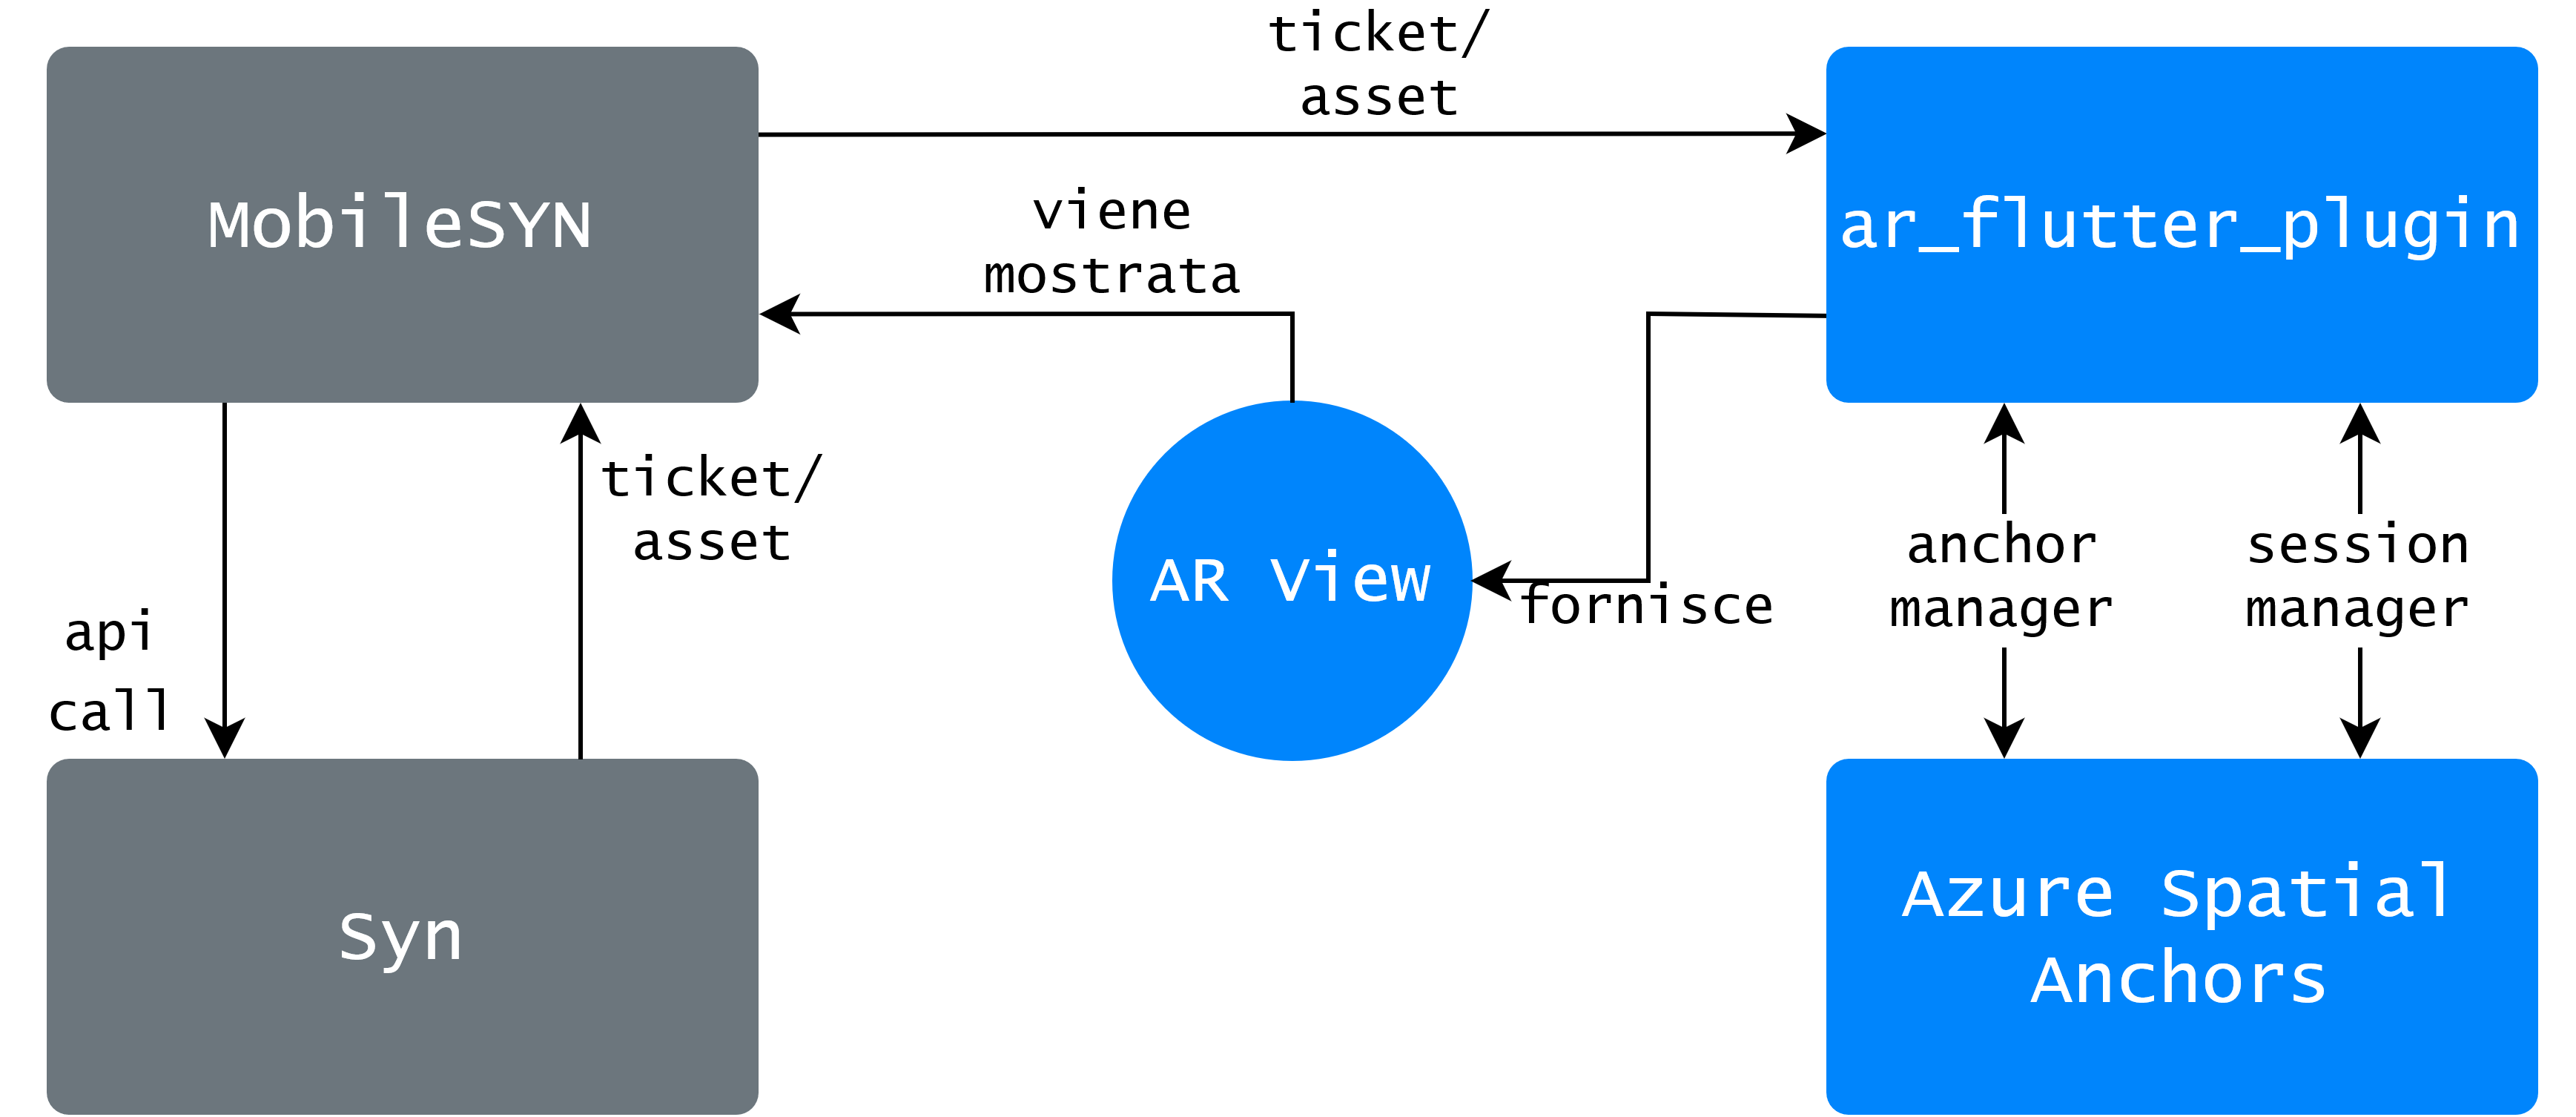 ticket/
asset
MobileSYN
viene
mostrata
ar_flutter_plugin
ticket/
asset
api
call
AR View
fornisce
anchor
manager
session
manager
Syn
Azure Spatial
Anchors